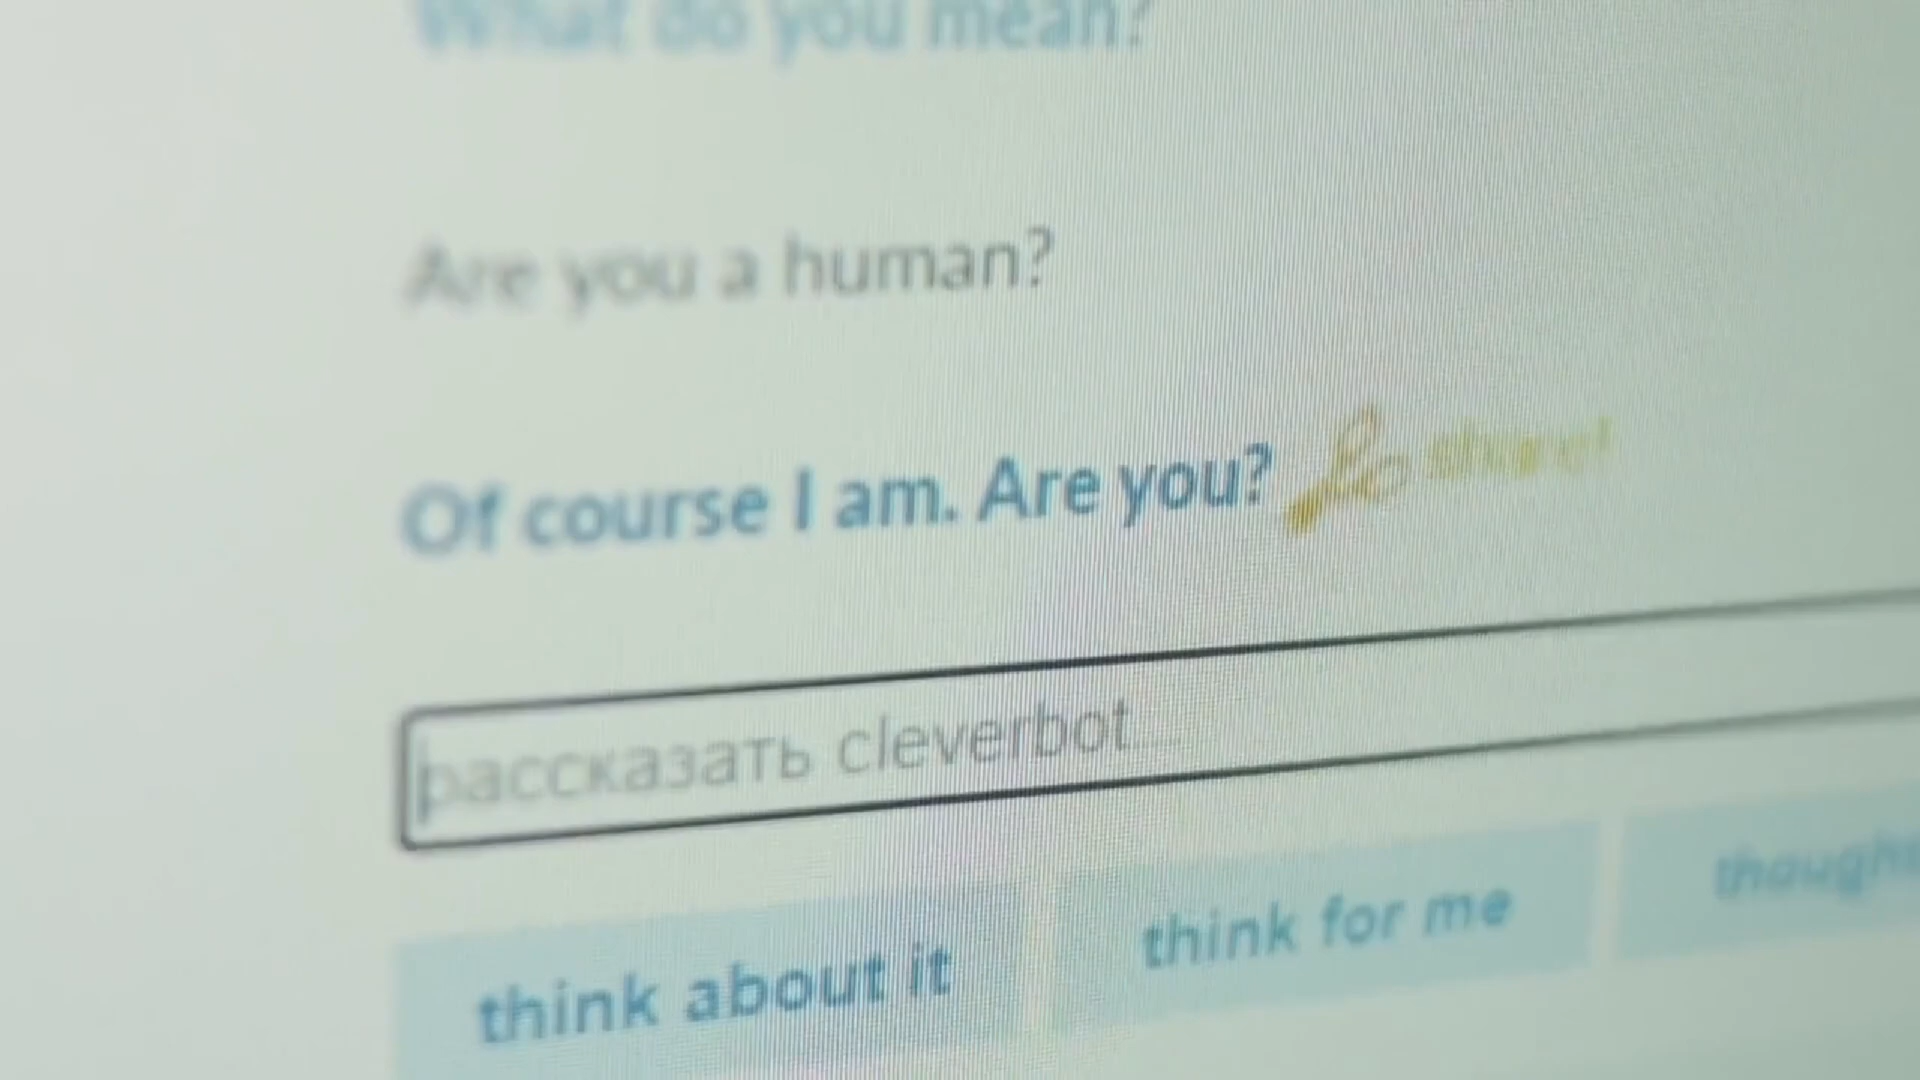 What do you mean?
Are you a human?
Of course I am. Are you? share!
рассказать cleverbot...
think about it
think for me